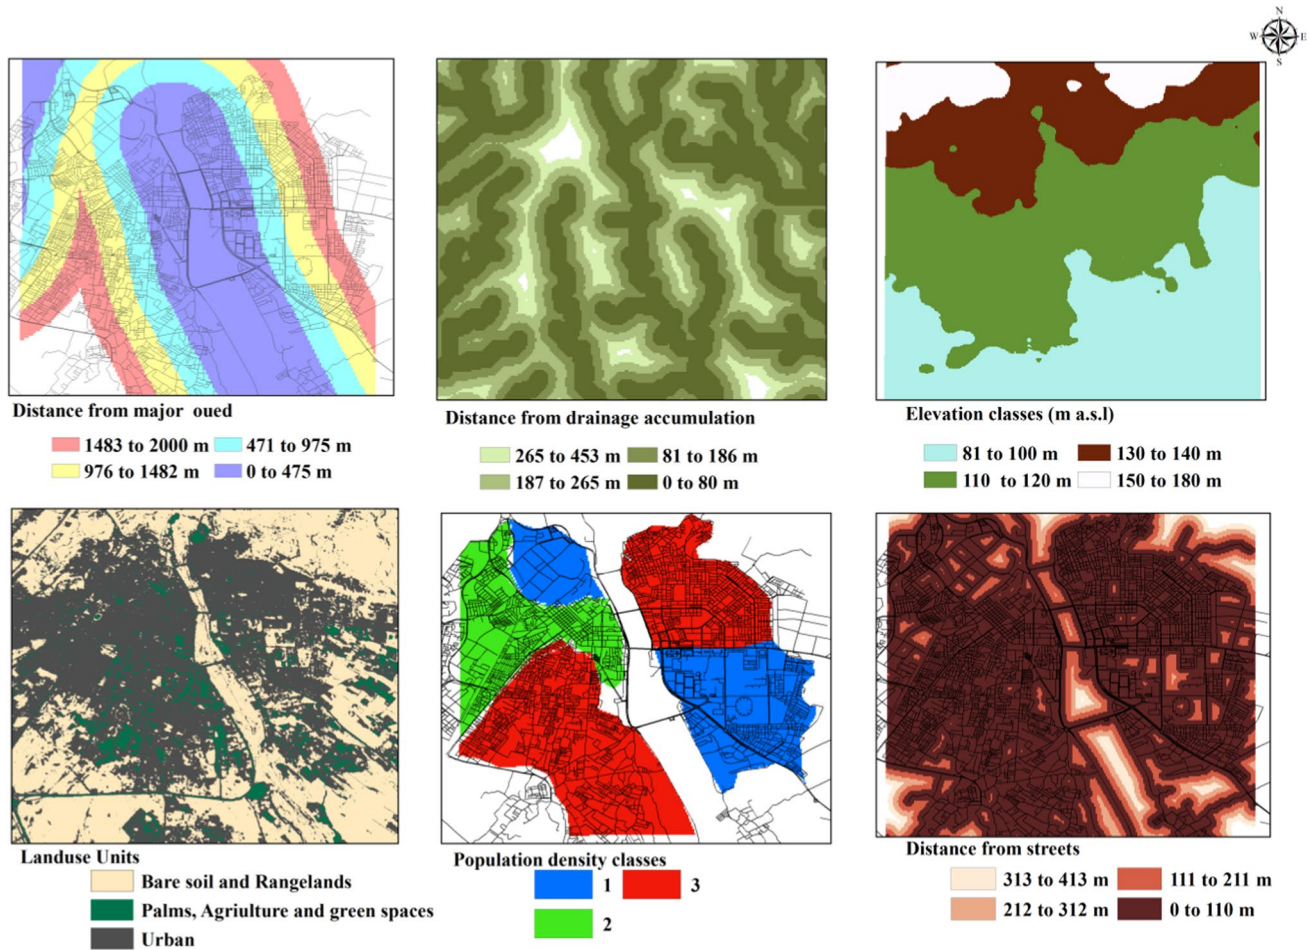 N
W E
S
Distance from major oued
1483 to 2000 m 471 to 975 m
976 to 1482 m 0 to 475 m
Distance from drainage accumulation
265 to 453 m 81 to 186 m
187 to 265 m 0 to 80 m
Elevation classes (m a.s.l)
81 to 100 m 130 to 140 m
110 to 120 m 150 to 180 m
Landuse Units
Bare soil and Rangelands
Palms, Agriulture and green spaces
Urban
Population density classes
1 3
2
Distance from streets
313 to 413 m 111 to 211 m
212 to 312 m 0 to 110 m